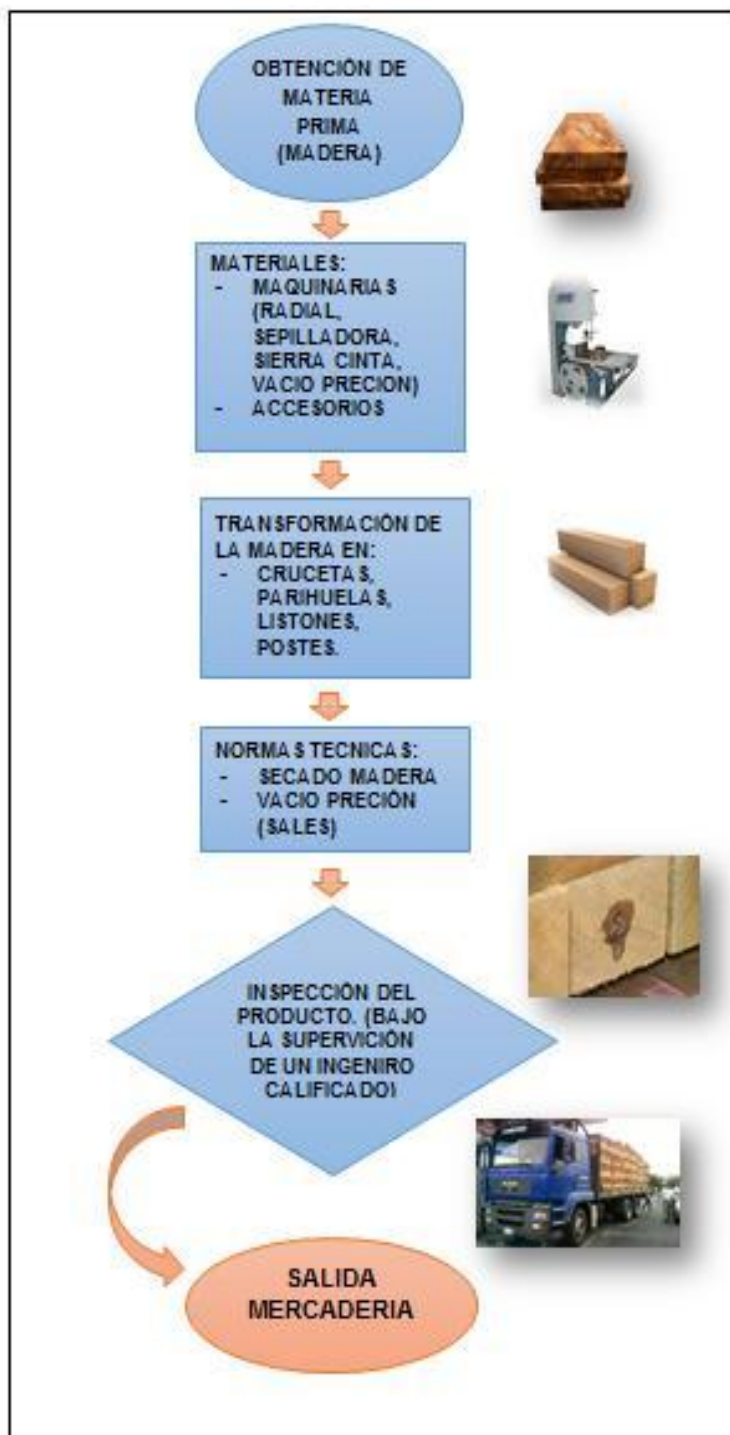 OBTENCIÓN DE
MATERIA
PRIMA
(MADERA)
MATERIALES:
- MAQUINARIAS
(RADIAL,
SEPILLADORA,
SIERRA CINTA,
VACIO PRECION)
- ACCESORIOS
TRANSFORMACIÓN DE
LA MADERA EN:
- CRUCETAS,
PARIHUELAS,
LISTONES,
POSTES.
NORMAS TECNICAS:
- SECADO MADERA
- VACIO PRECIÓN
(SALES)
INSPECCIÓN DEL
PRODUCTO. (BAJO
LA SUPERVICIÓN
DE UN INGENIRO
CALIFICADO)
SALIDA
MERCADERIA